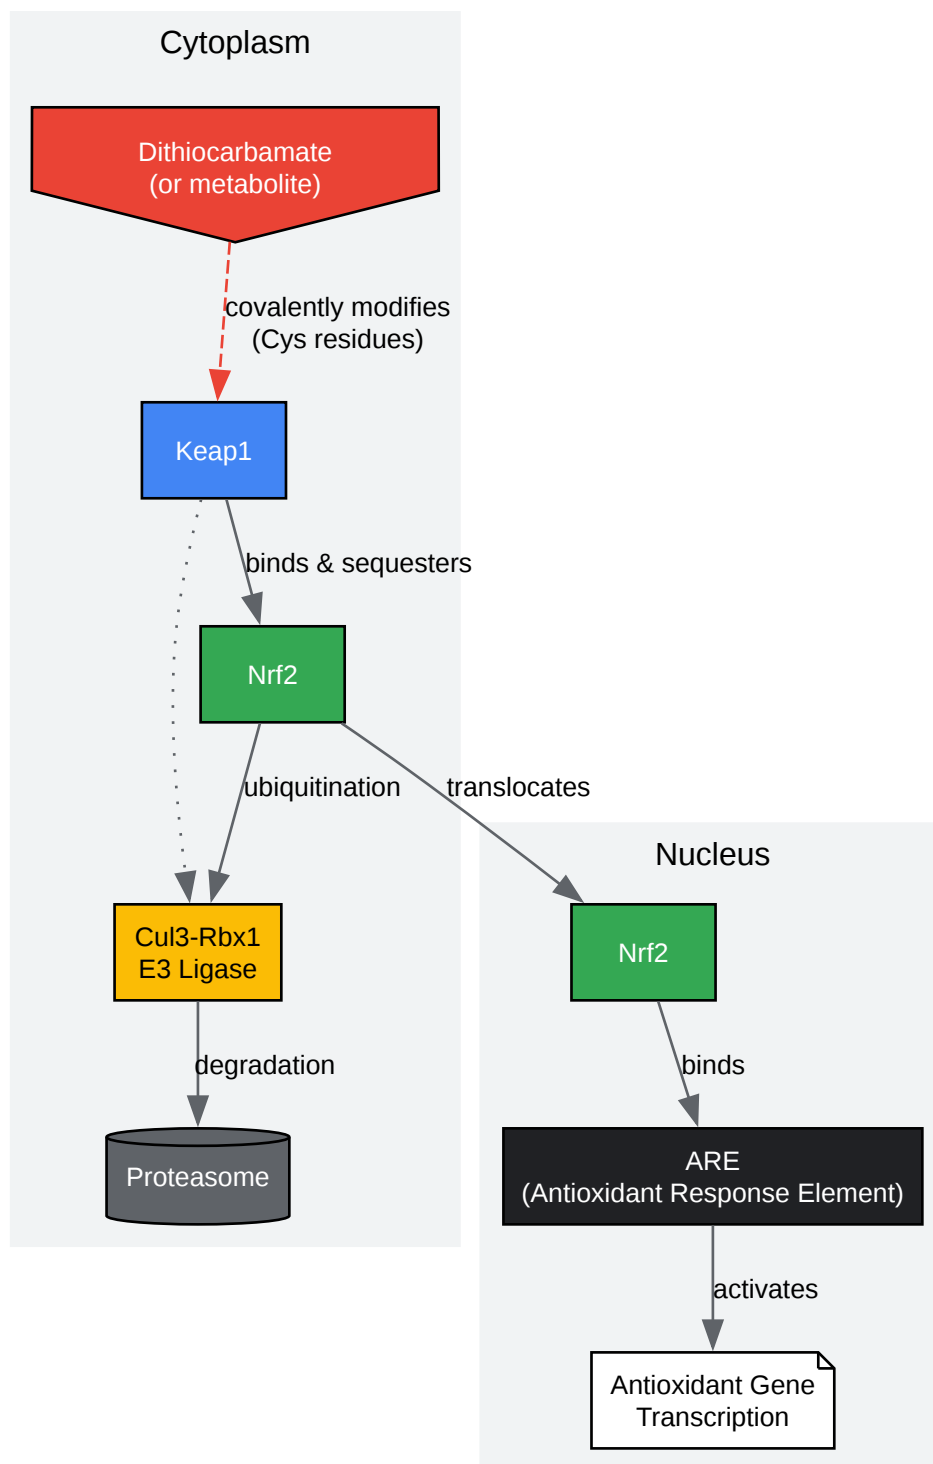 Cytoplasm
Dithiocarbamate
(or metabolite)
covalently modifies
(Cys residues)
Keap1
binds & sequesters
Nrf2
ubiquitination
translocates
Nucleus
Cul3-Rbx1
E3 Ligase
Nrf2
degradation
binds
Proteasome
ARE
(Antioxidant Response Element)
activates
Antioxidant Gene
Transcription